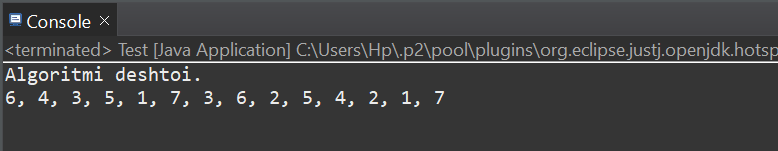 Console
<terminated> Test [Java Application] C:\Users\Hp\.p2\pool\plugins\org.eclipse.justj.openjdk.hotsp
Algoritmi deshtoi.
6, 4, 3, 5, 1, 7, 3, 6, 2, 5, 4, 2, 1, 7